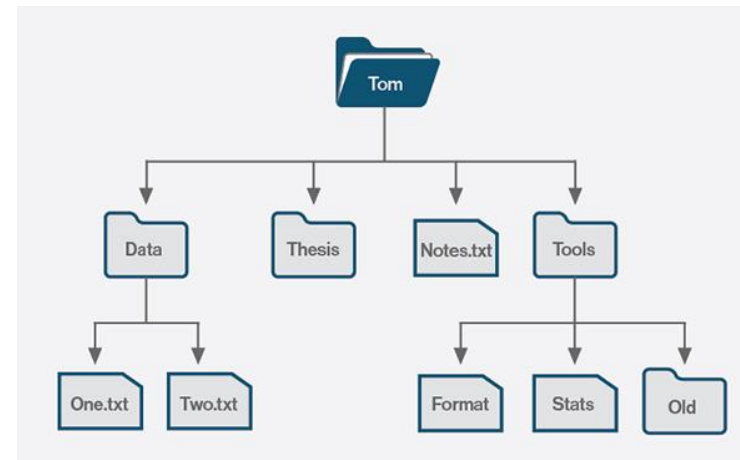 Tom
Data
Thesis
Notes.txt
Tools
One.txt
Two.txt
Format
Stats
Old